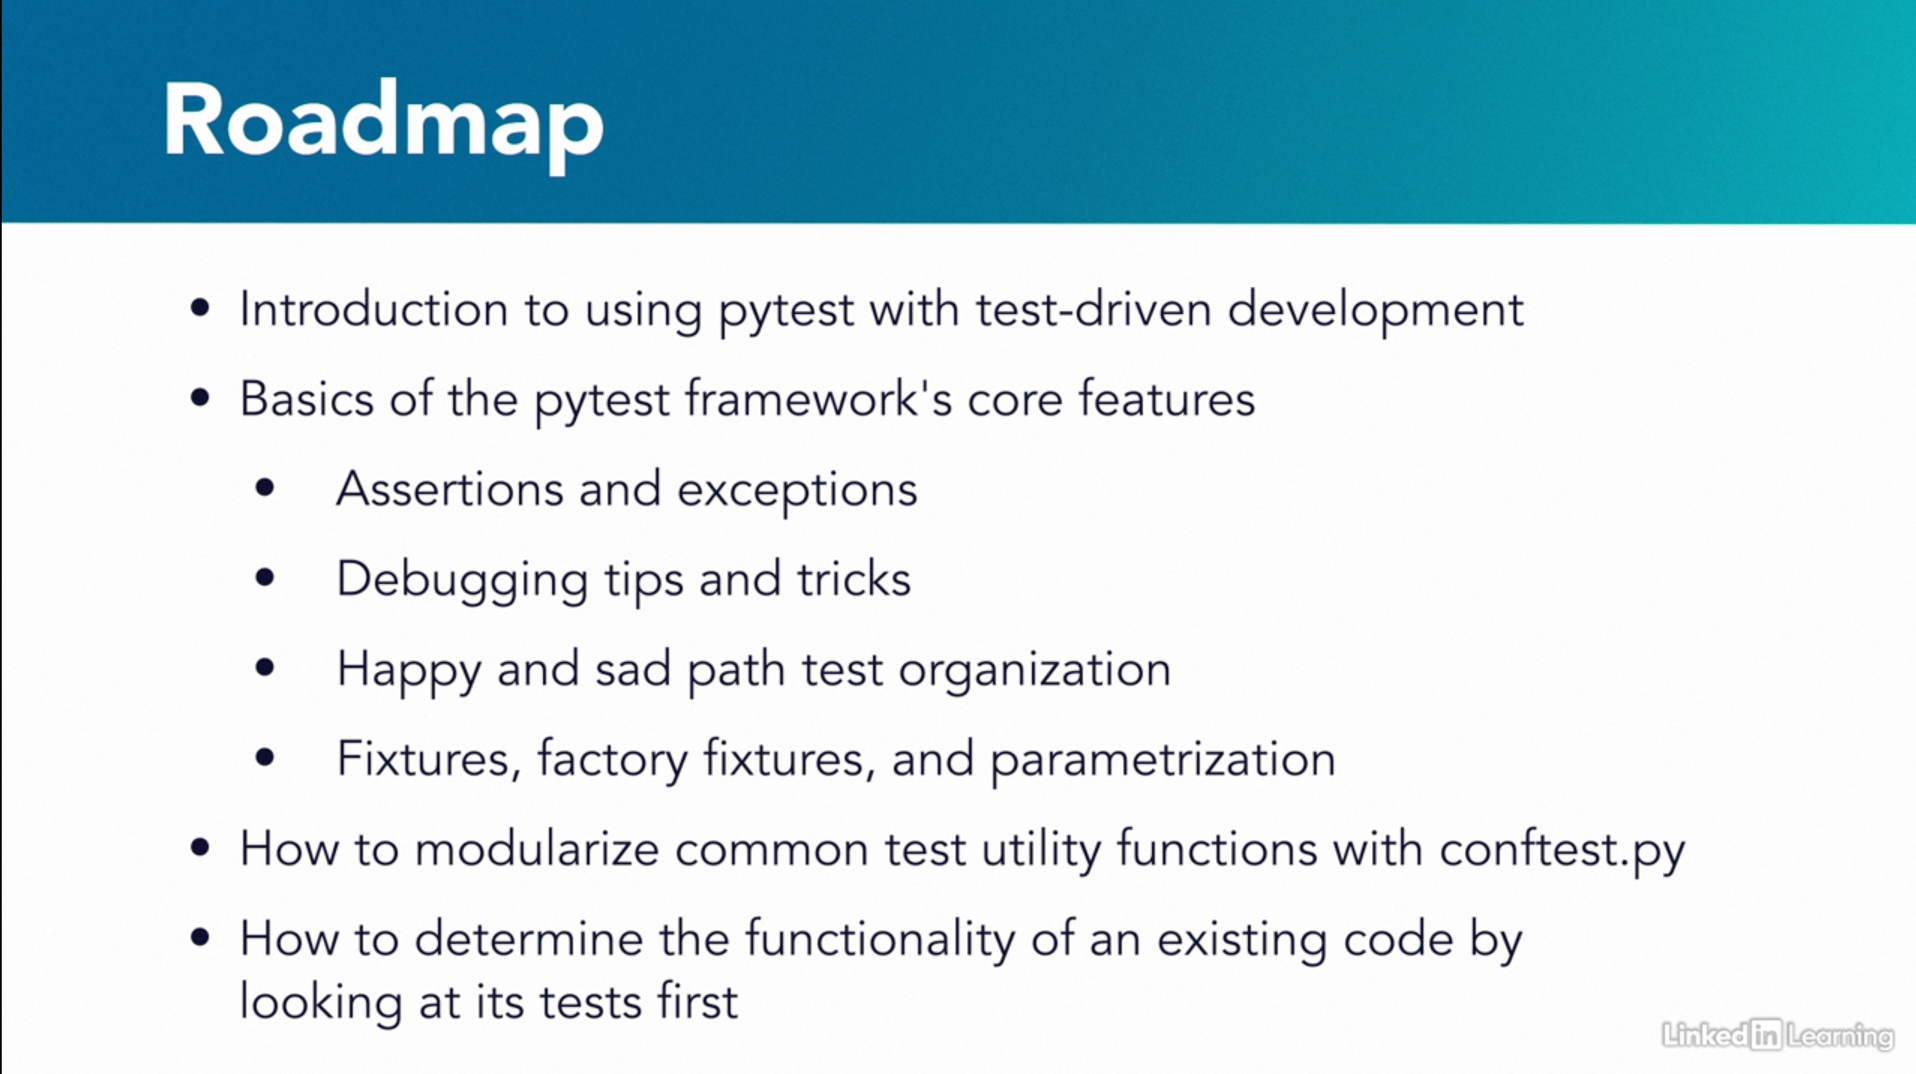 Roadmap
• Introduction to using pytest with test-driven development
• Basics of the pytest framework's core features
• Assertions and exceptions
• Debugging tips and tricks
• Happy and sad path test organization
• Fixtures, factory fixtures, and parametrization
• How to modularize common test utility functions with conftest.py
• How to determine the functionality of an existing code by
looking at its tests first
Linked in Learning